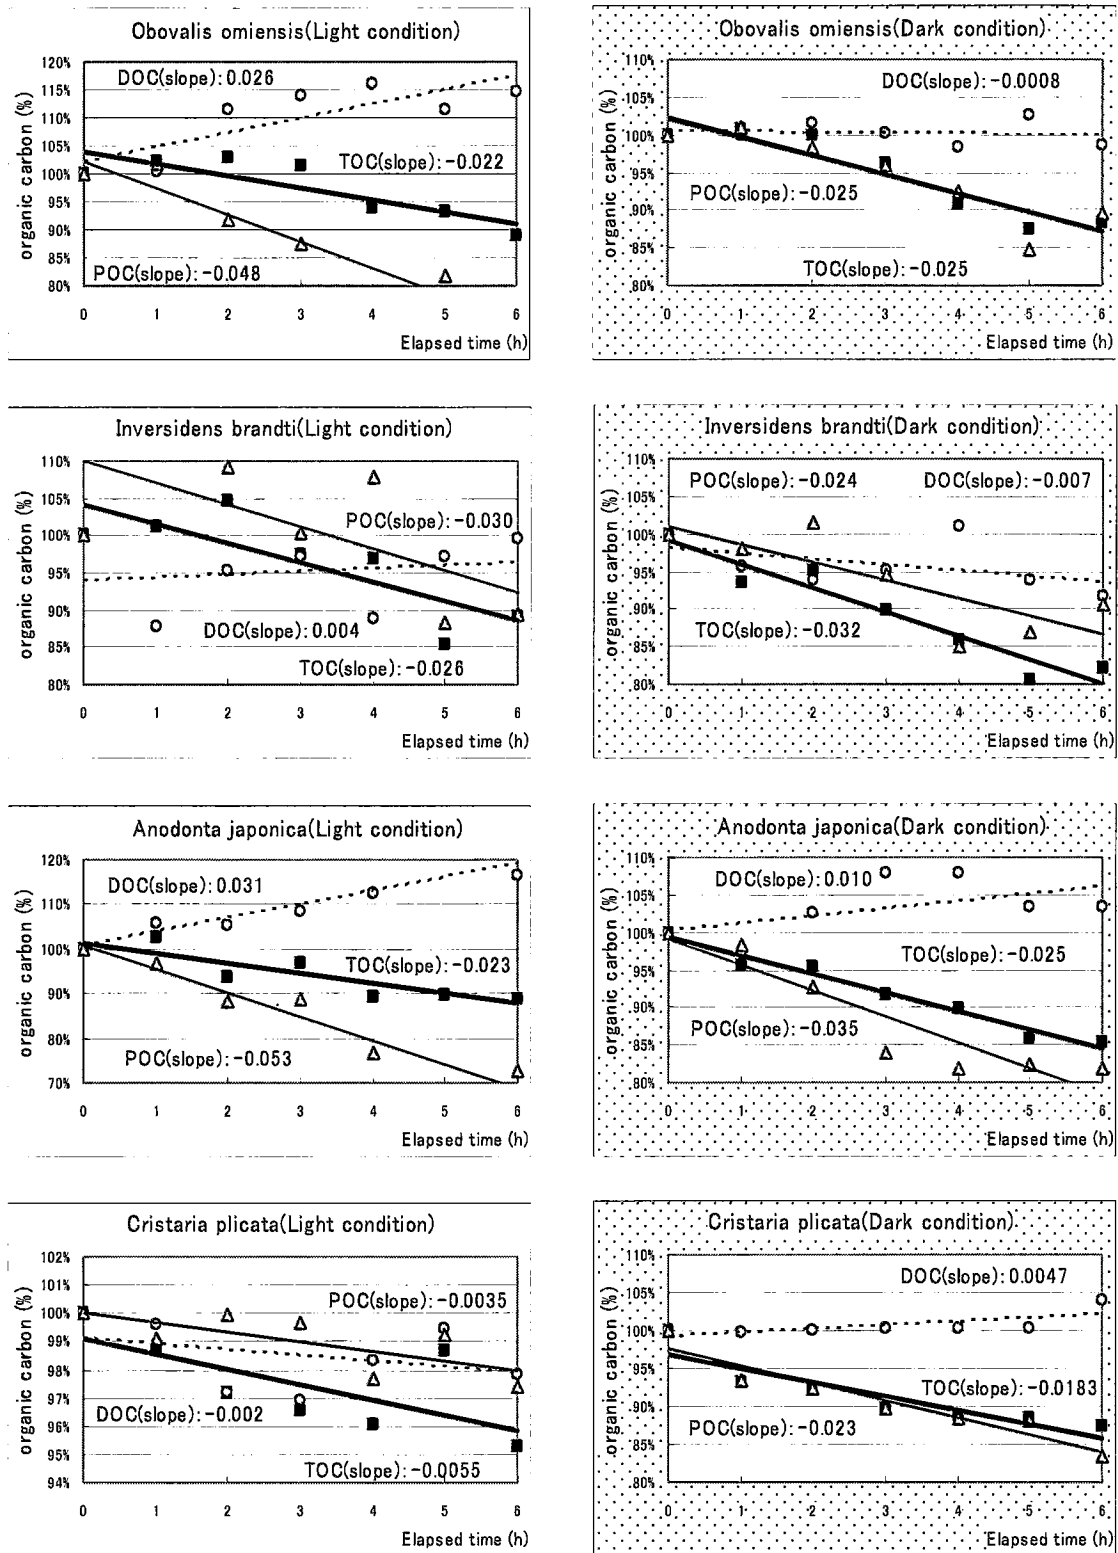 Obovalis omiensis(Light condition)
organic carbon (%)
120%
115%
110%
105%
100%
95%
90%
85%
80%
DOC(slope): 0.026
TOC(slope): -0.022
POC(slope): -0.048
0 1 2 3 4 5 6
Elapsed time (h)
Obovalis omiensis(Dark condition)
organic carbon (%)
110%
105%
100%
95%
90%
85%
80%
DOC(slope): -0.0008
POC(slope): -0.025
TOC(slope): -0.025
0 1 2 3 4 5 6
Elapsed time (h)
Inversidens brandti(Light condition)
organic carbon (%)
110%
105%
100%
95%
90%
85%
80%
POC(slope): -0.030
DOC(slope): 0.004
TOC(slope): -0.026
0 1 2 3 4 5 6
Elapsed time (h)
Inversidens brandti(Dark condition)
organic carbon (%)
110%
105%
100%
95%
90%
85%
80%
POC(slope): -0.024 DOC(slope): -0.007
TOC(slope): -0.032
0 1 2 3 4 5 6
Elapsed time (h)
Anodonta japonica(Light condition)
organic carbon (%)
120%
110%
100%
90%
80%
70%
DOC(slope): 0.031
TOC(slope): -0.023
POC(slope): -0.053
0 1 2 3 4 5 6
Elapsed time (h)
Anodonta japonica(Dark condition)
organic carbon (%)
110%
105%
100%
95%
90%
85%
80%
DOC(slope): 0.010
TOC(slope): -0.025
POC(slope): -0.035
0 1 2 3 4 5 6
Elapsed time (h)
Cristaria plicata(Light condition)
organic carbon (%)
102%
101%
100%
99%
98%
97%
96%
95%
94%
POC(slope): -0.0035
DOC(slope): -0.002
TOC(slope): -0.0055
0 1 2 3 4 5 6
Elapsed time (h)
Cristaria plicata(Dark condition)
organic carbon (%)
110%
105%
100%
95%
90%
85%
80%
DOC(slope): 0.0047
TOC(slope): -0.0183
POC(slope): -0.023
0 1 2 3 4 5 6
Elapsed time (h)